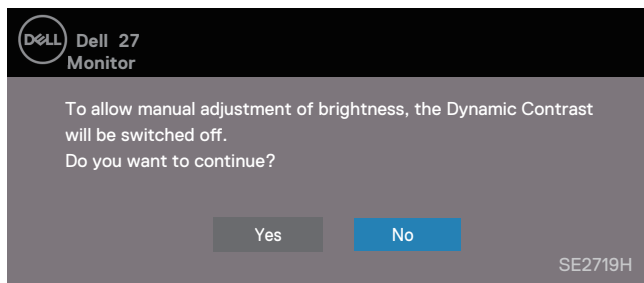 DELL Dell 27
Monitor
To allow manual adjustment of brightness, the Dynamic Contrast
will be switched off.
Do you want to continue?
Yes No
SE2719H